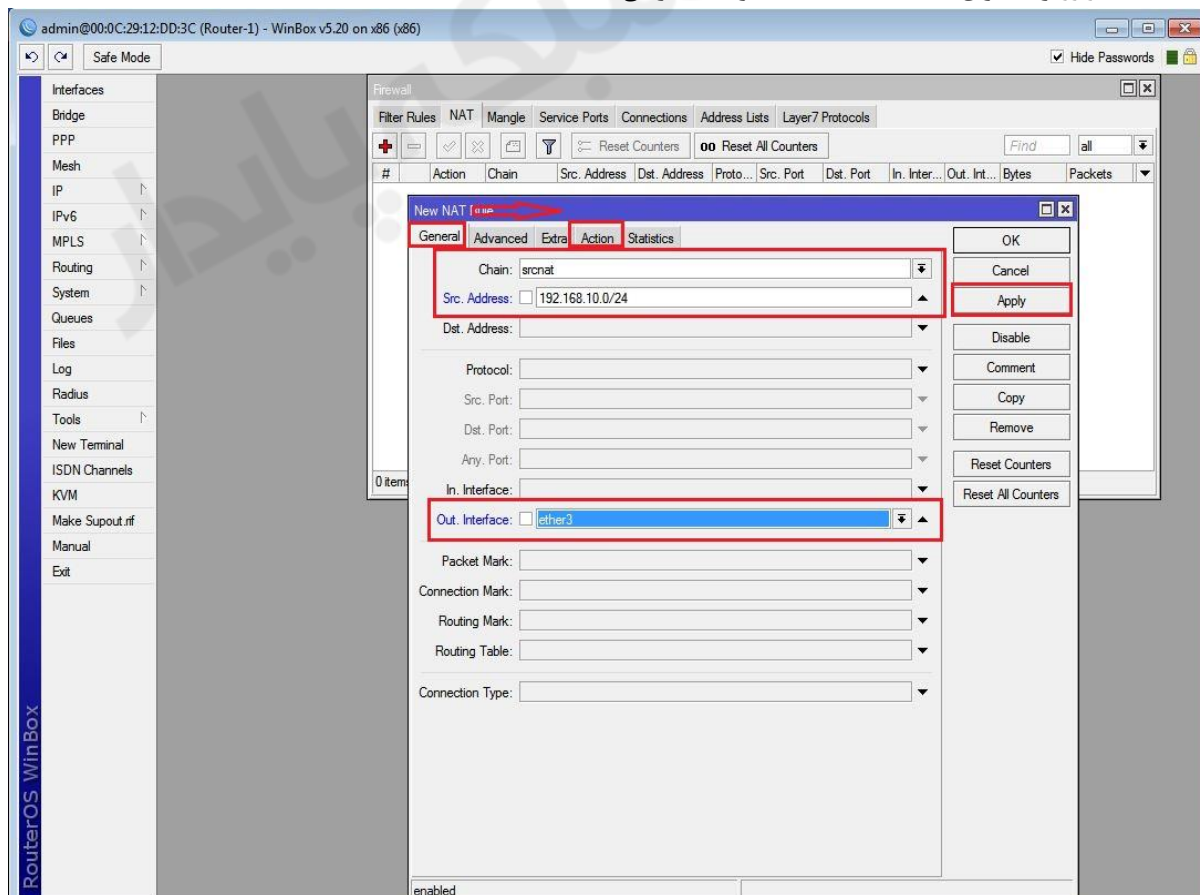 admin@00:0C:29:12:DD:3C (Router-1) - WinBox v5.20 on x86 (x86)
Safe Mode
Hide Passwords
Interfaces
Bridge
PPP
Mesh
IP
IPv6
MPLS
Routing
System
Queues
Files
Log
Radius
Tools
New Terminal
ISDN Channels
KVM
Make Supout.rif
Manual
Exit
RouterOS WinBox
Firewall
Filter Rules NAT Mangle Service Ports Connections Address Lists Layer7 Protocols
Reset Counters 00 Reset All Counters Find all
# Action Chain Src. Address Dst. Address Proto... Src. Port Dst. Port In. Inter... Out. Int... Bytes Packets
0 items
New NAT Rule
General Advanced Extra Action Statistics
Chain: srcnat
Src. Address: 192.168.10.0/24
Dst. Address:
Protocol:
Src. Port:
Dst. Port:
Any. Port:
In. Interface:
Out. Interface: ether3
Packet Mark:
Connection Mark:
Routing Mark:
Routing Table:
Connection Type:
enabled
OK
Cancel
Apply
Disable
Comment
Copy
Remove
Reset Counters
Reset All Counters
شبکه پایدار